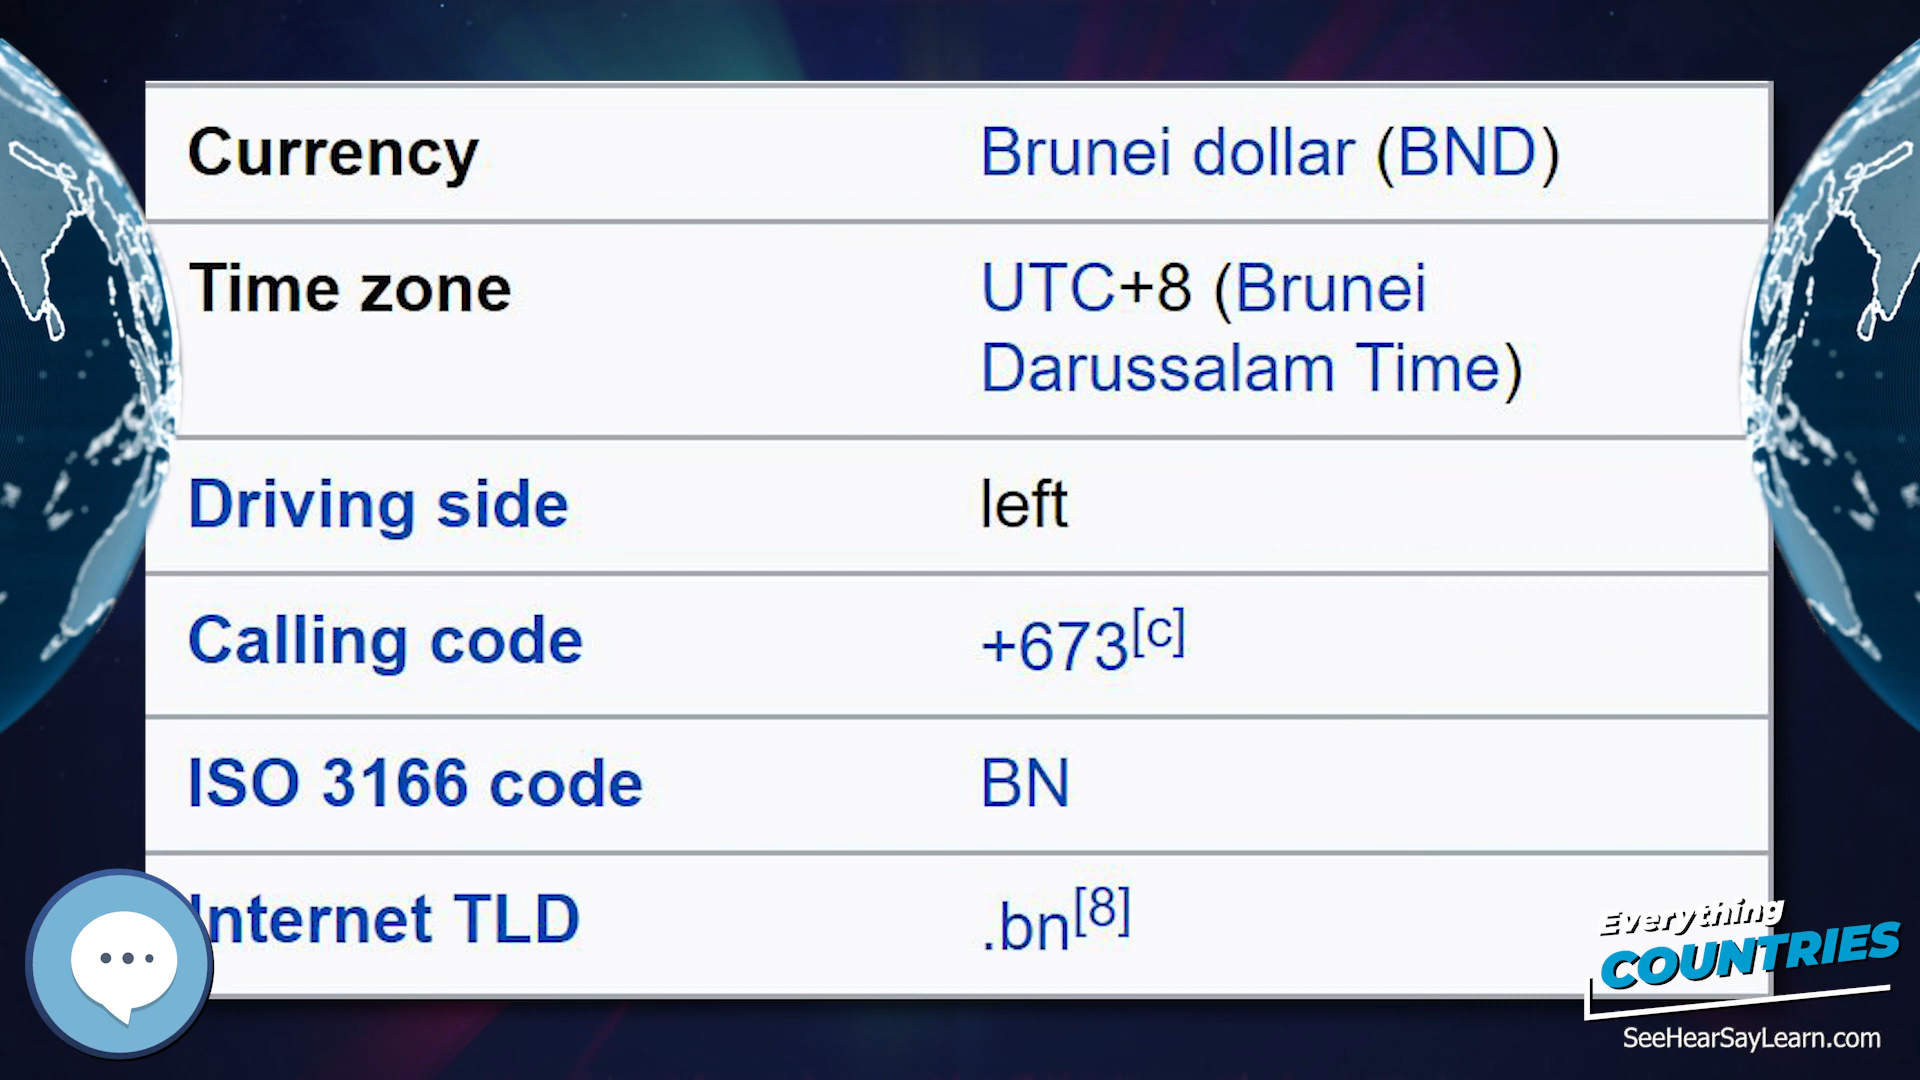 Currency Brunei dollar (BND)
Time zone UTC+8 (Brunei
Darussalam Time)
Driving side left
Calling code +673[c]
ISO 3166 code BN
Internet TLD .bn[8]
Everything
COUNTRIES
SeeHearSayLearn.com